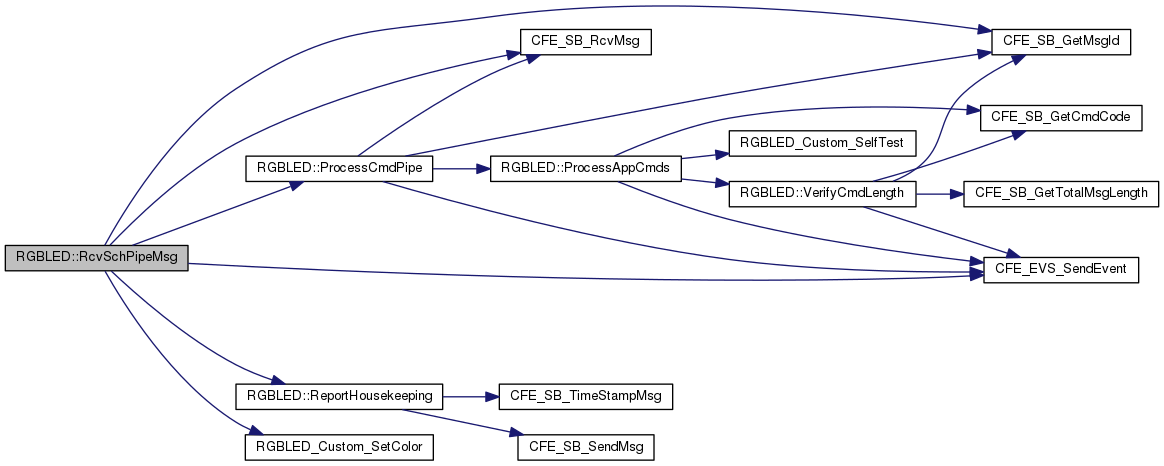 CFE_SB_RcvMsg
CFE_SB_GetMsgId
CFE_SB_GetCmdCode
RGBLED_Custom_SelfTest
RGBLED::ProcessCmdPipe
RGBLED::ProcessAppCmds
RGBLED::VerifyCmdLength
CFE_SB_GetTotalMsgLength
RGBLED::RcvSchPipeMsg
CFE_EVS_SendEvent
RGBLED::ReportHousekeeping
CFE_SB_TimeStampMsg
RGBLED_Custom_SetColor
CFE_SB_SendMsg